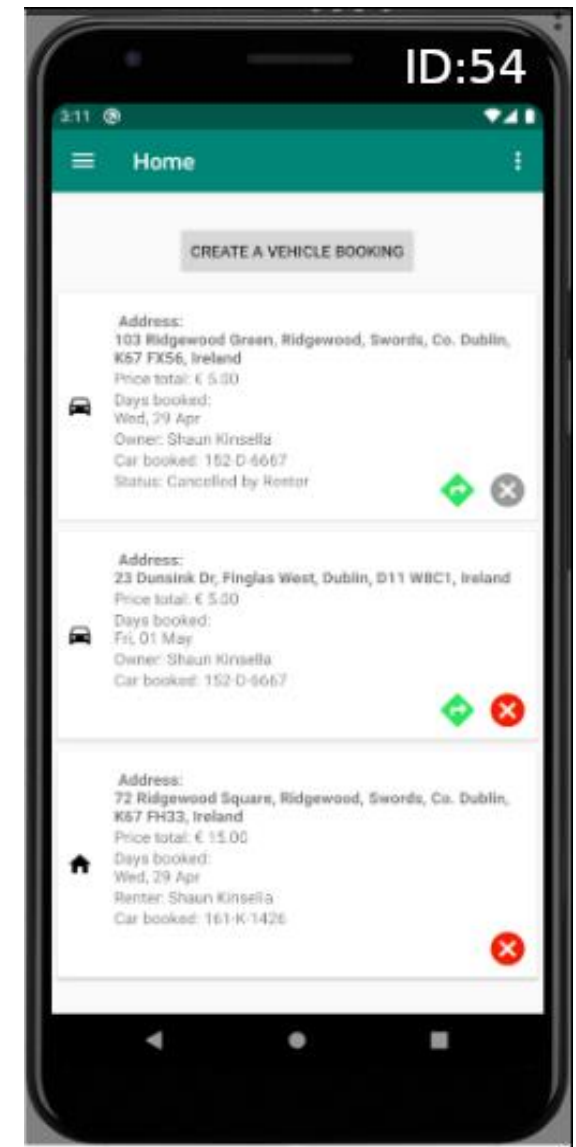 ID:54
3:11
Home
CREATE A VEHICLE BOOKING
Address:
103 Ridgewood Green, Ridgewood, Swords, Co. Dublin,
K67 FX56, Ireland
Price total: € 5.00
Days booked:
Wed, 29 Apr
Owner: Shaun Kinsella
Car booked: 152-D-6667
Status: Cancelled by Renter
Address:
23 Dunsink Dr, Finglas West, Dublin, D11 W8C1, Ireland
Price total: € 5.00
Days booked:
Fri, 01 May
Owner: Shaun Kinsella
Car booked: 152-D-6667
Address:
72 Ridgewood Square, Ridgewood, Swords, Co. Dublin,
K67 FH33, Ireland
Price total: € 15.00
Days booked:
Wed, 29 Apr
Renter: Shaun Kinsella
Car booked: 161-K-1426